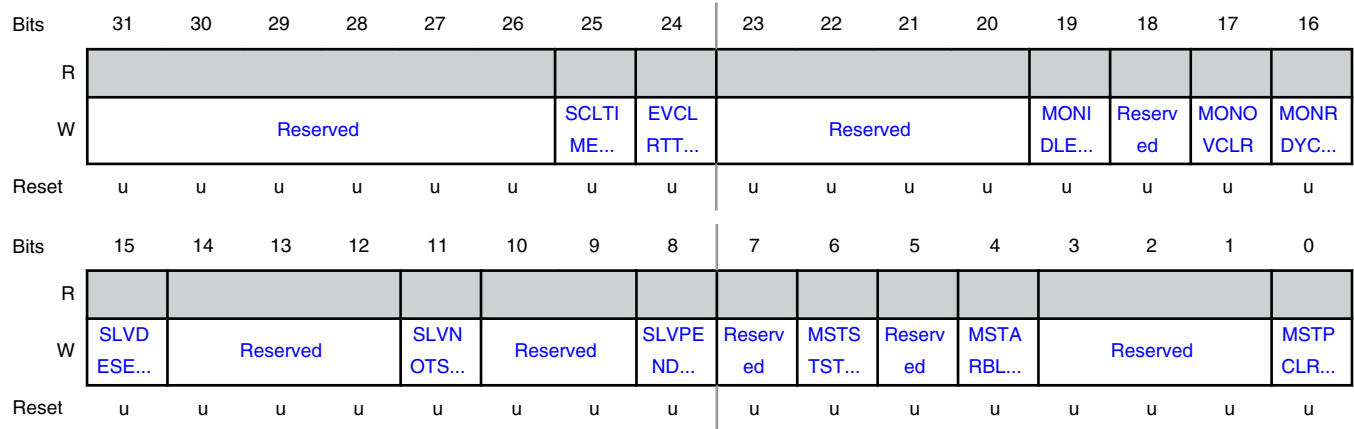 Bits 31 30 29 28 27 26 25 24 23 22 21 20 19 18 17 16
R
W Reserved SCLTI EVCL Reserved MONI Reserv MONO MONR
ME... RTT... DLE... ed VCLR DYC...
Reset u u u u u u u u u u u u u u u u
Bits 15 14 13 12 11 10 9 8 7 6 5 4 3 2 1 0
R
W SLVD Reserved SLVN Reserved SLVPE Reserv MSTS Reserv MSTA Reserved MSTP
ESE... OTS... ND... ed TST... ed RBL... CLR...
Reset u u u u u u u u u u u u u u u u